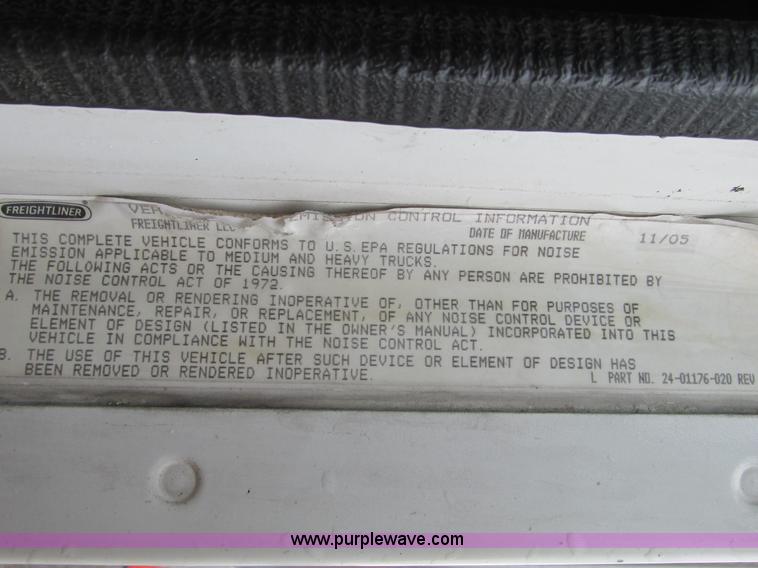 FREIGHTLINER
EMISSION CONTROL INFORMATION
FREIGHTLINER LLC
DATE OF MANUFACTURE 11/05
THIS COMPLETE VEHICLE CONFORMS TO U.S.EPA REGULATIONS FOR NOISE
EMISSION APPLICABLE TO MEDIUM AND HEAVY TRUCKS.
THE FOLLOWING ACTS OR THE CAUSING THEREOF BY ANY PERSON ARE PROHIBITED BY
THE NOISE CONTROL ACT OF 1972.
A. THE REMOVAL OR RENDERING INOPERATIVE OF, OTHER THAN FOR PURPOSES OF
MAINTENANCE, REPAIR, OR REPLACEMENT, OF ANY NOISE CONTROL DEVICE OR
ELEMENT OF DESIGN (LISTED IN THE OWNER'S MANUAL) INCORPORATED INTO THIS
VEHICLE IN COMPLIANCE WITH THE NOISE CONTROL ACT.
B. THE USE OF THIS VEHICLE AFTER SUCH DEVICE OR ELEMENT OF DESIGN HAS
BEEN REMOVED OR RENDERED INOPERATIVE.
L PART NO. 24-01176-020 REV
www.purplewave.com